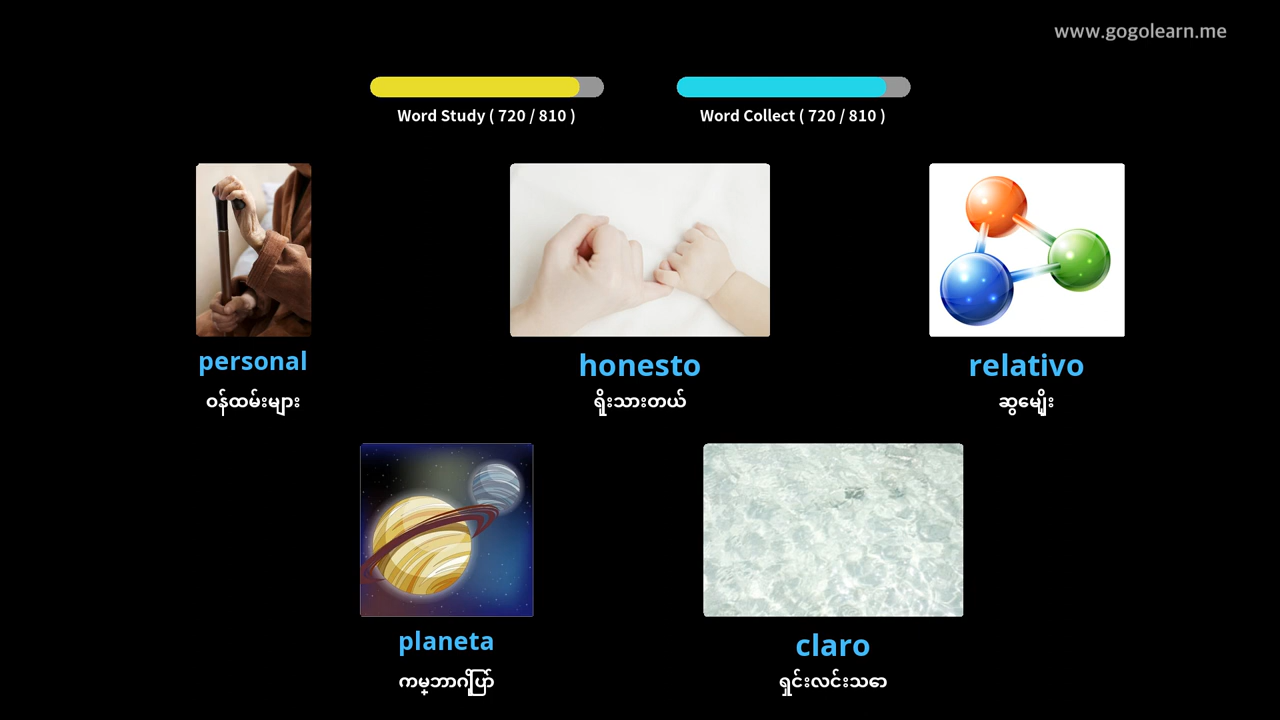 www.gogolearn.me
Word Study ( 720 / 810 )
Word Collect ( 720 / 810 )
personal
ဝန်ထမ်းများ
honesto
ရိုးသားတယ်
relativo
ဆွမျိုး
planeta
ကမ္ဘာဂြိုဟ်
claro
ရှင်းလင်းသော